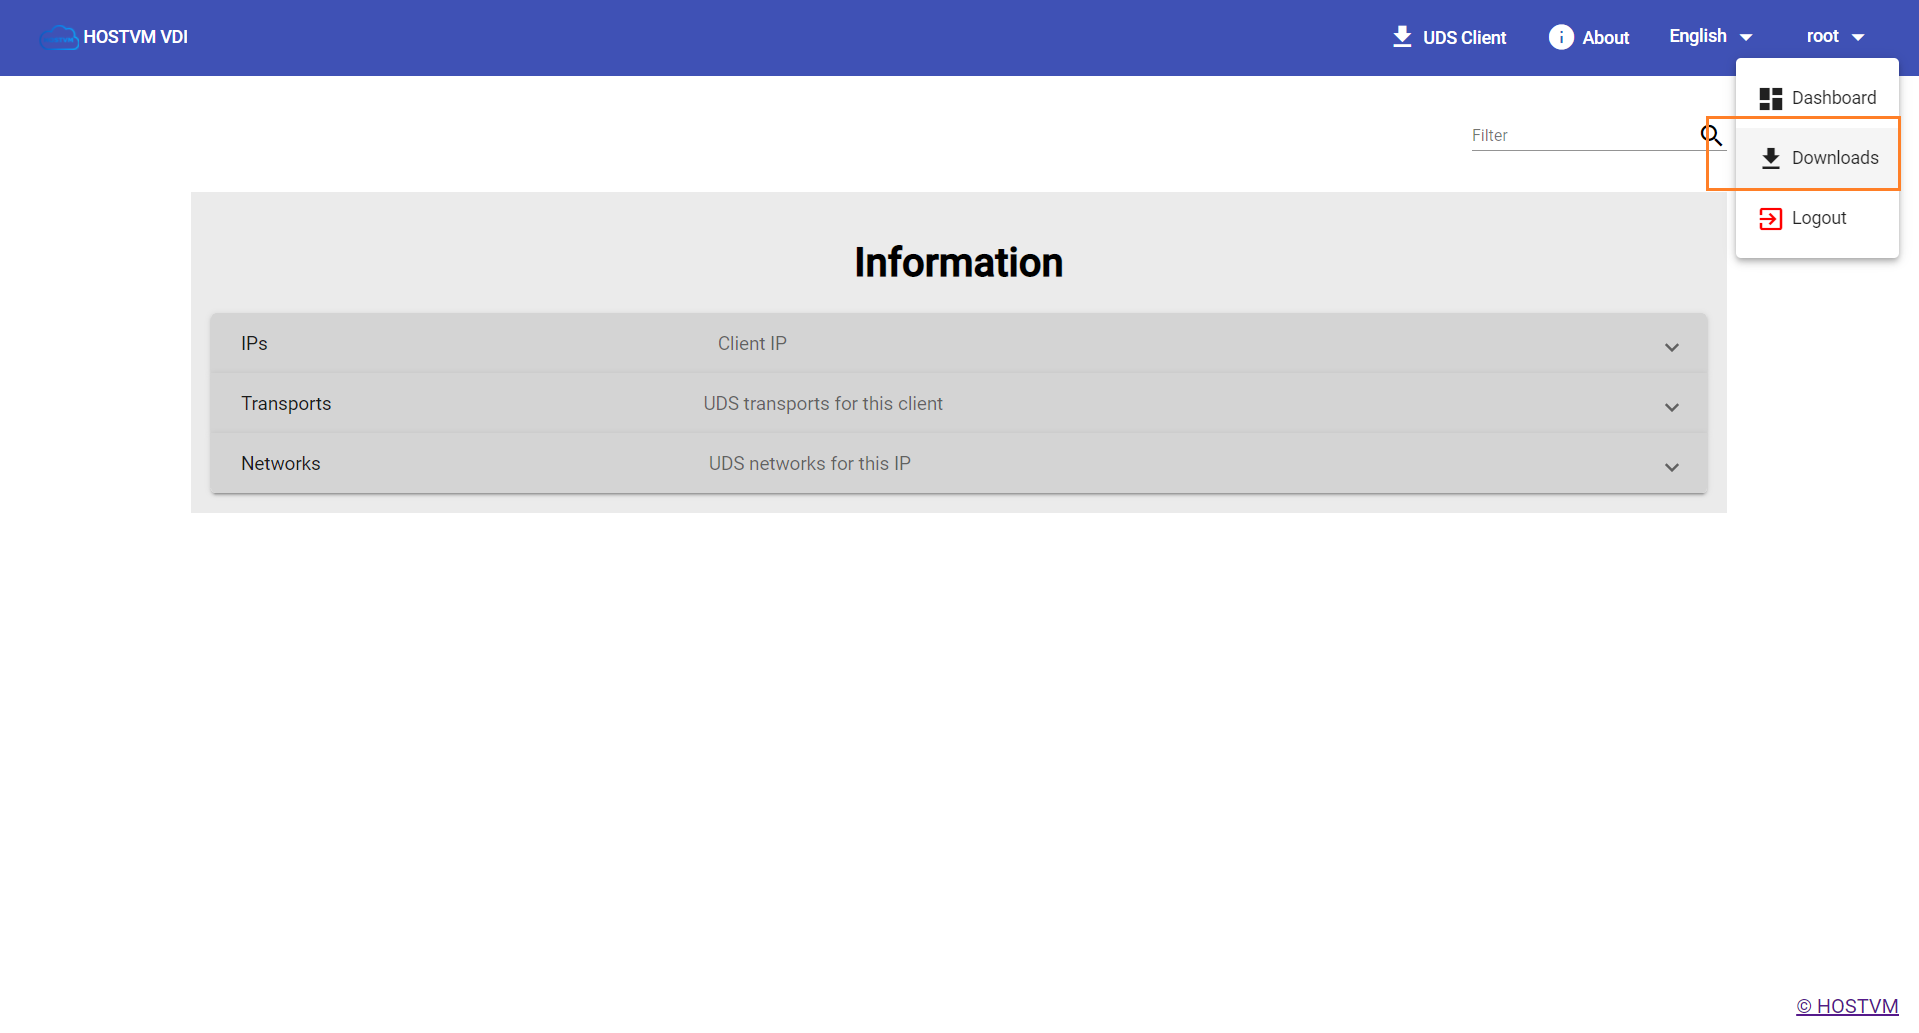 HOSTVM VDI
UDS Client
About
English
root
Dashboard
Downloads
Logout
Filter
Information
IPs Client IP
Transports UDS transports for this client
Networks UDS networks for this IP
© HOSTVM